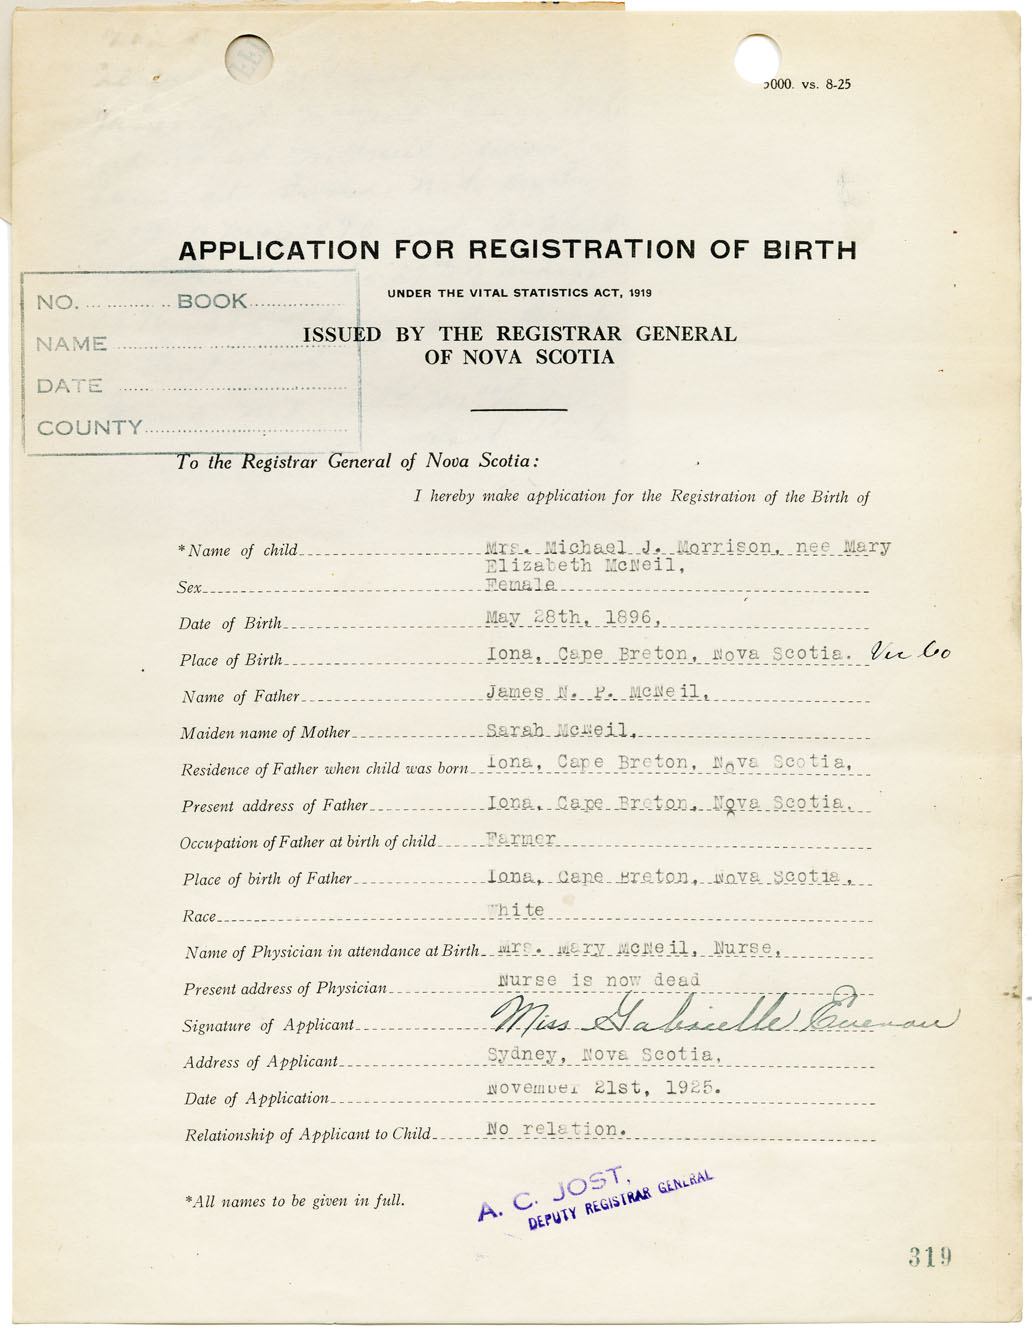 5000. vs. 8-25
APPLICATION FOR REGISTRATION OF BIRTH
UNDER THE VITAL STATISTICS ACT, 1919
ISSUED BY THE REGISTRAR GENERAL
OF NOVA SCOTIA
NO. ............. BOOK ..............
NAME ..............
DATE ..............
COUNTY ..............
To the Registrar General of Nova Scotia:
I hereby make application for the Registration of the Birth of
*Name of child Mrs. Michael J. Morrison, nee Mary
Elizabeth McNeil,
Sex Female
Date of Birth May 28th, 1896,
Place of Birth Iona, Cape Breton, Nova Scotia. Vic Co
Name of Father James N. P. McNeil,
Maiden name of Mother Sarah McNeil,
Residence of Father when child was born Iona, Cape Breton, Nova Scotia,
Present address of Father Iona, Cape Breton, Nova Scotia,
Occupation of Father at birth of child Farmer
Place of birth of Father Iona, Cape Breton, Nova Scotia,
Race White
Name of Physician in attendance at Birth Mrs. Mary McNeil, Nurse,
Present address of Physician Nurse is now dead
Signature of Applicant Miss Gabrielle
Address of Applicant Sydney, Nova Scotia,
Date of Application November 21st, 1925.
Relationship of Applicant to Child No relation.
*All names to be given in full.
A. C. JOST,
DEPUTY REGISTRAR GENERAL
319